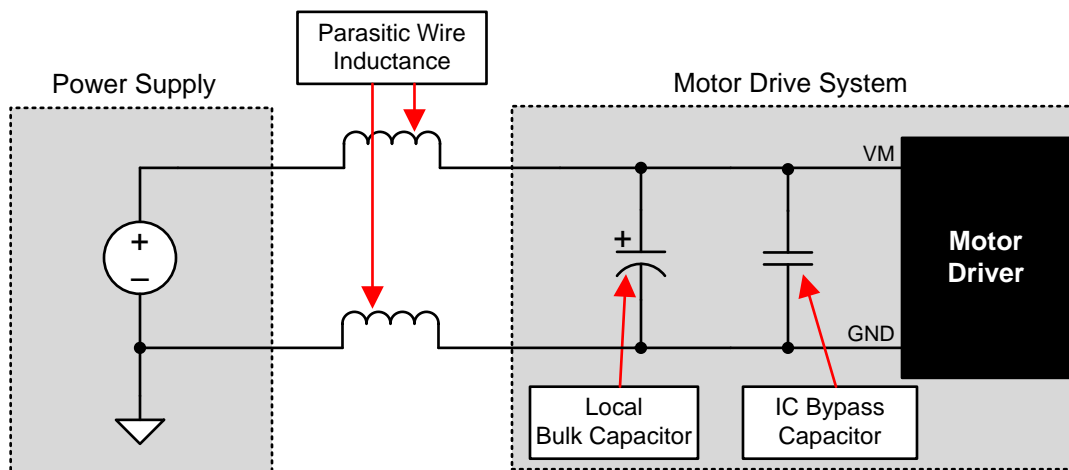 Parasitic Wire
Inductance
Power Supply
Motor Drive System
VM
+
+
–
Motor
Driver
GND
Local
Bulk Capacitor
IC Bypass
Capacitor